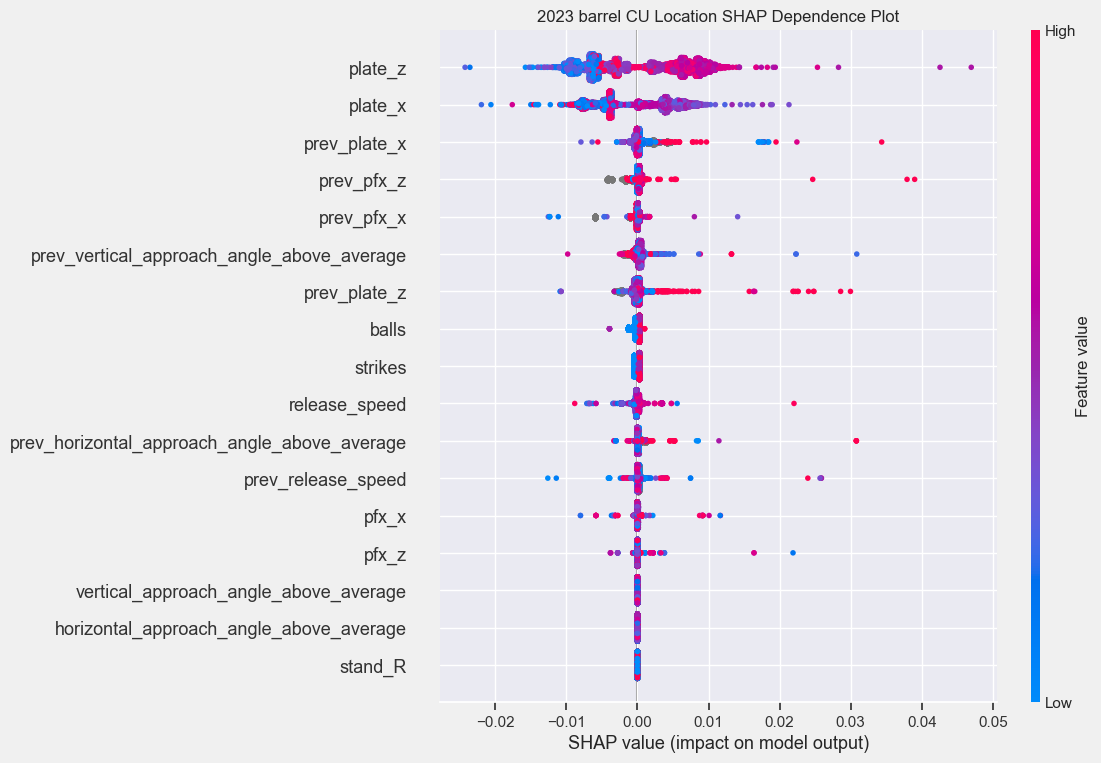 2023 barrel CU Location SHAP Dependence Plot
High
plate_z
plate_x
prev_plate_x
prev_pfx_z
prev_pfx_x
prev_vertical_approach_angle_above_average
prev_plate_z
balls
strikes
release_speed
prev_horizontal_approach_angle_above_average
prev_release_speed
pfx_x
pfx_z
vertical_approach_angle_above_average
horizontal_approach_angle_above_average
stand_R
Feature value
Low
−0.02 −0.01 0.00 0.01 0.02 0.03 0.04 0.05
SHAP value (impact on model output)